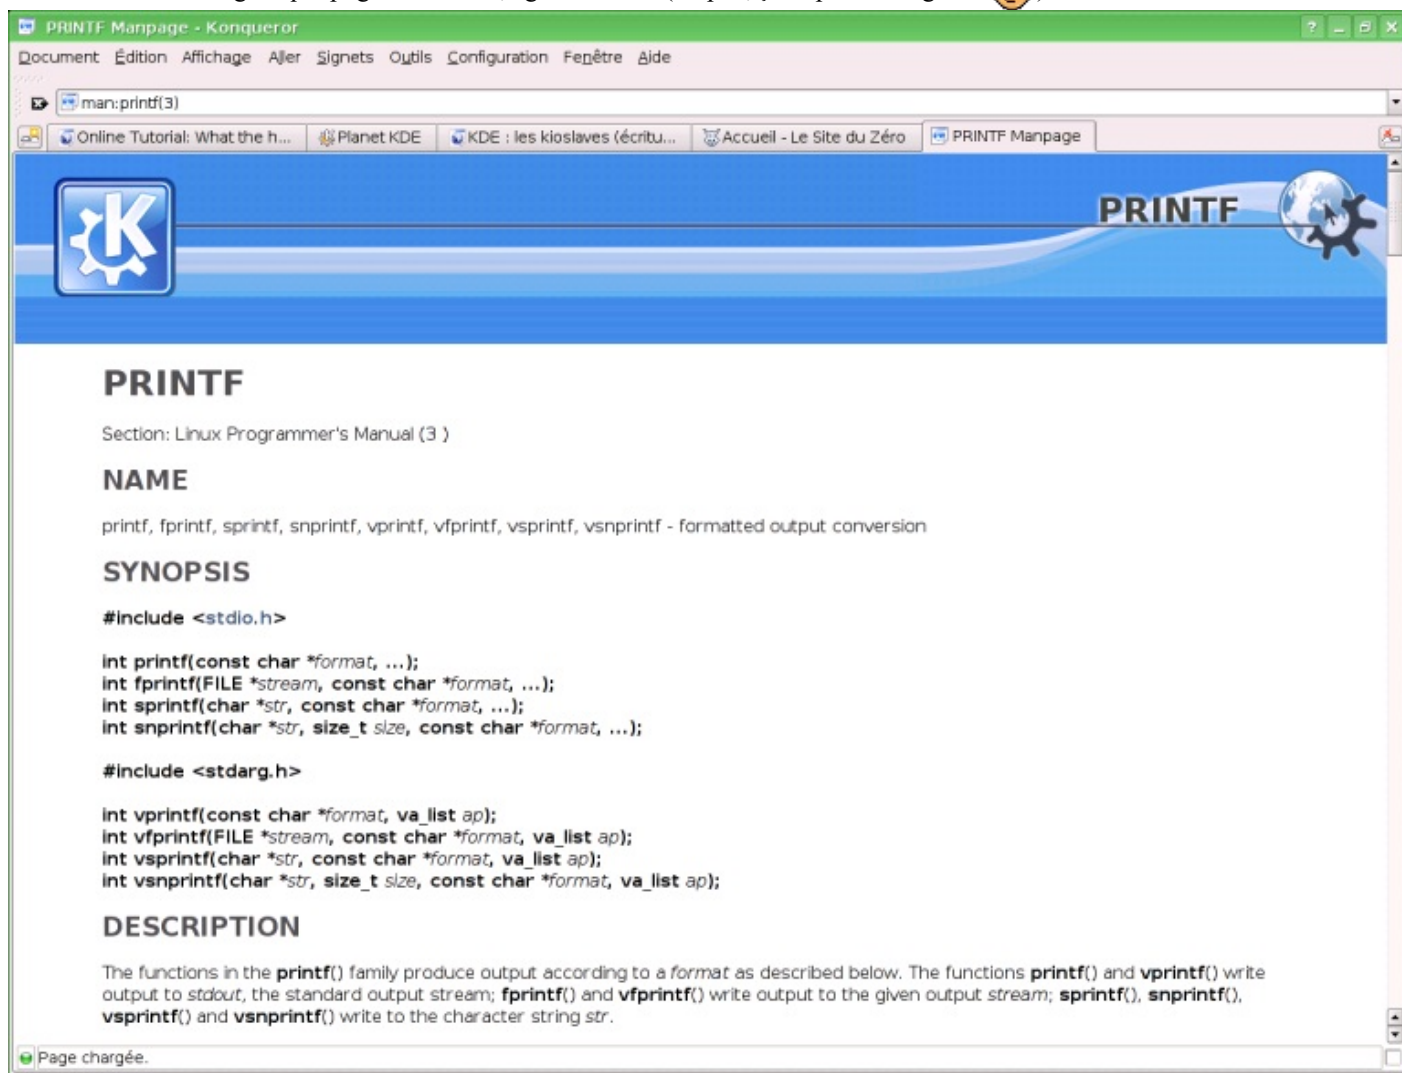 PRINTF Manpage - Konqueror
Document Édition Affichage Aller Signets Outils Configuration Fenêtre Aide
man:printf(3)
Online Tutorial: What the h... Planet KDE KDE : les kioslaves (écritu... Accueil - Le Site du Zéro PRINTF Manpage
PRINTF
PRINTF
Section: Linux Programmer's Manual (3 )
NAME
printf, fprintf, sprintf, snprintf, vprintf, vfprintf, vsprintf, vsnprintf - formatted output conversion
SYNOPSIS
#include <stdio.h>
int printf(const char *format, ...);
int fprintf(FILE *stream, const char *format, ...);
int sprintf(char *str, const char *format, ...);
int snprintf(char *str, size_t size, const char *format, ...);
#include <stdarg.h>
int vprintf(const char *format, va_list ap);
int vfprintf(FILE *stream, const char *format, va_list ap);
int vsprintf(char *str, const char *format, va_list ap);
int vsnprintf(char *str, size_t size, const char *format, va_list ap);
DESCRIPTION
The functions in the printf() family produce output according to a format as described below. The functions printf() and vprintf() write
output to stdout, the standard output stream; fprintf() and vfprintf() write output to the given output stream; sprintf(), snprintf(),
vsprintf() and vsnprintf() write to the character string str.
Page chargée.